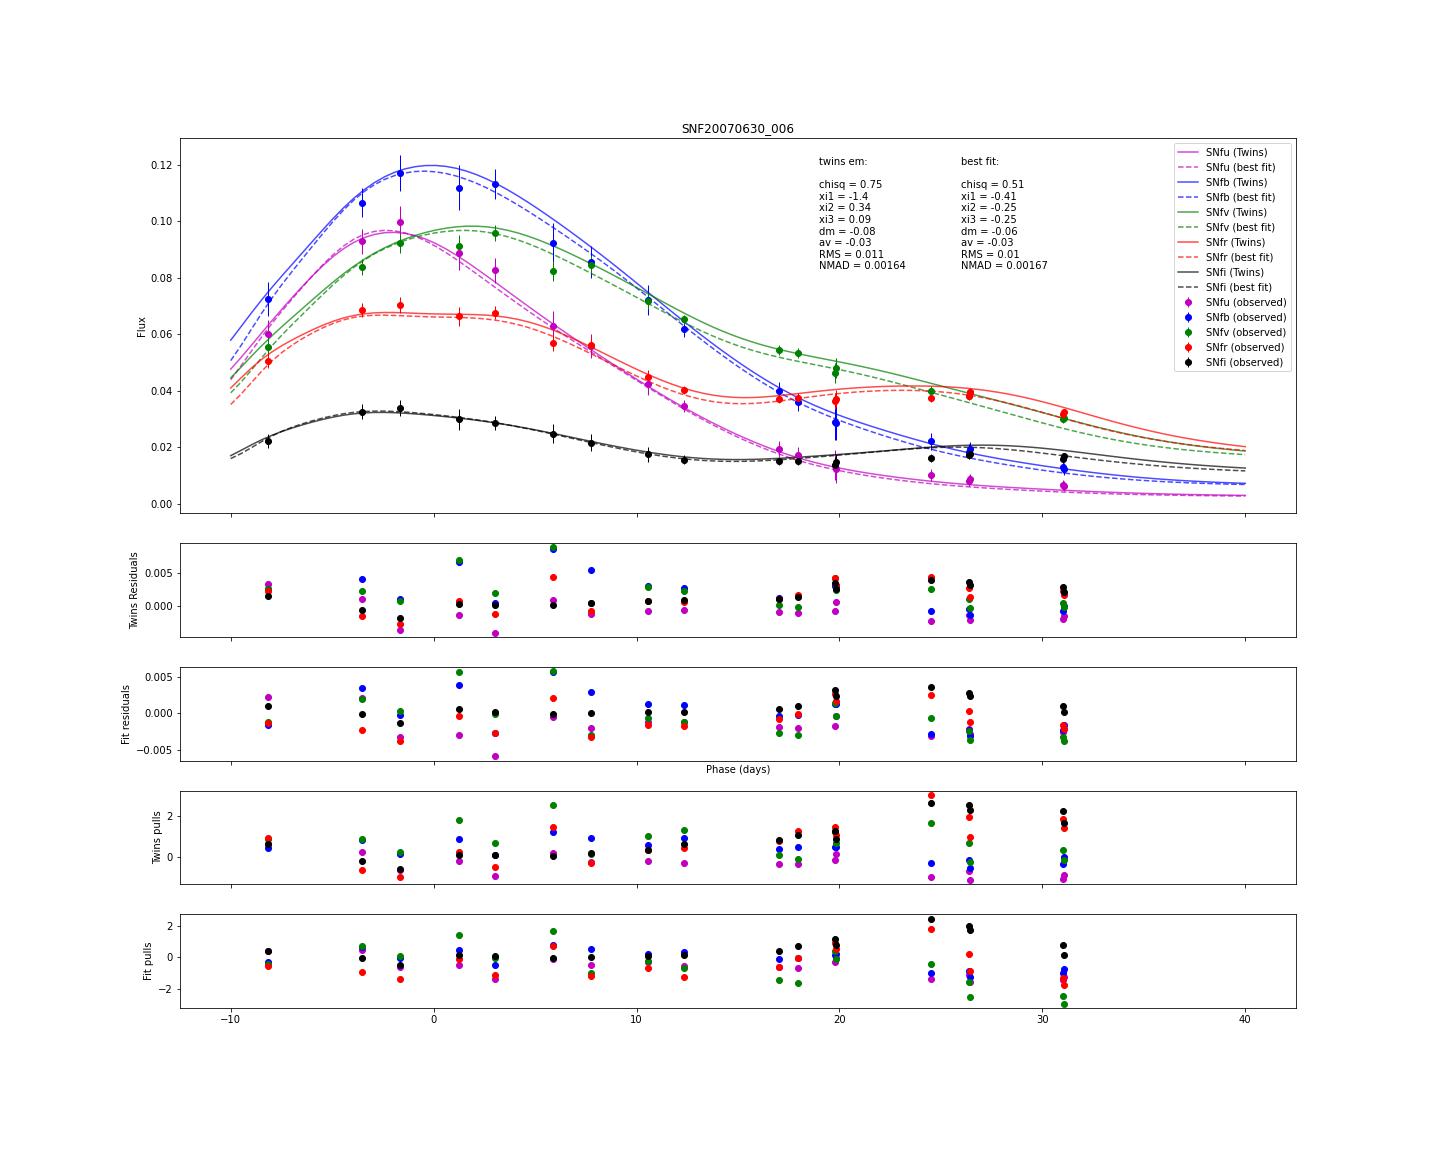 SNF20070630_006
Flux
0.12
0.10
0.08
0.06
0.04
0.02
0.00
−10
0
10
20
30
40
twins em:
chisq = 0.75
xi1 = -1.4
xi2 = 0.34
xi3 = 0.09
dm = -0.08
av = -0.03
RMS = 0.011
NMAD = 0.00164
best fit:
chisq = 0.51
xi1 = -0.41
xi2 = -0.25
xi3 = -0.25
dm = -0.06
av = -0.03
RMS = 0.01
NMAD = 0.00167
SNfu (Twins)
SNfu (best fit)
SNfb (Twins)
SNfb (best fit)
SNfv (Twins)
SNfv (best fit)
SNfr (Twins)
SNfr (best fit)
SNfi (Twins)
SNfi (best fit)
SNfu (observed)
SNfb (observed)
SNfv (observed)
SNfr (observed)
SNfi (observed)
Twins Residuals
0.005
0.000
Fit residuals
0.005
0.000
−0.005
Phase (days)
Twins pulls
2
0
Fit pulls
2
0
−2
−10
0
10
20
30
40